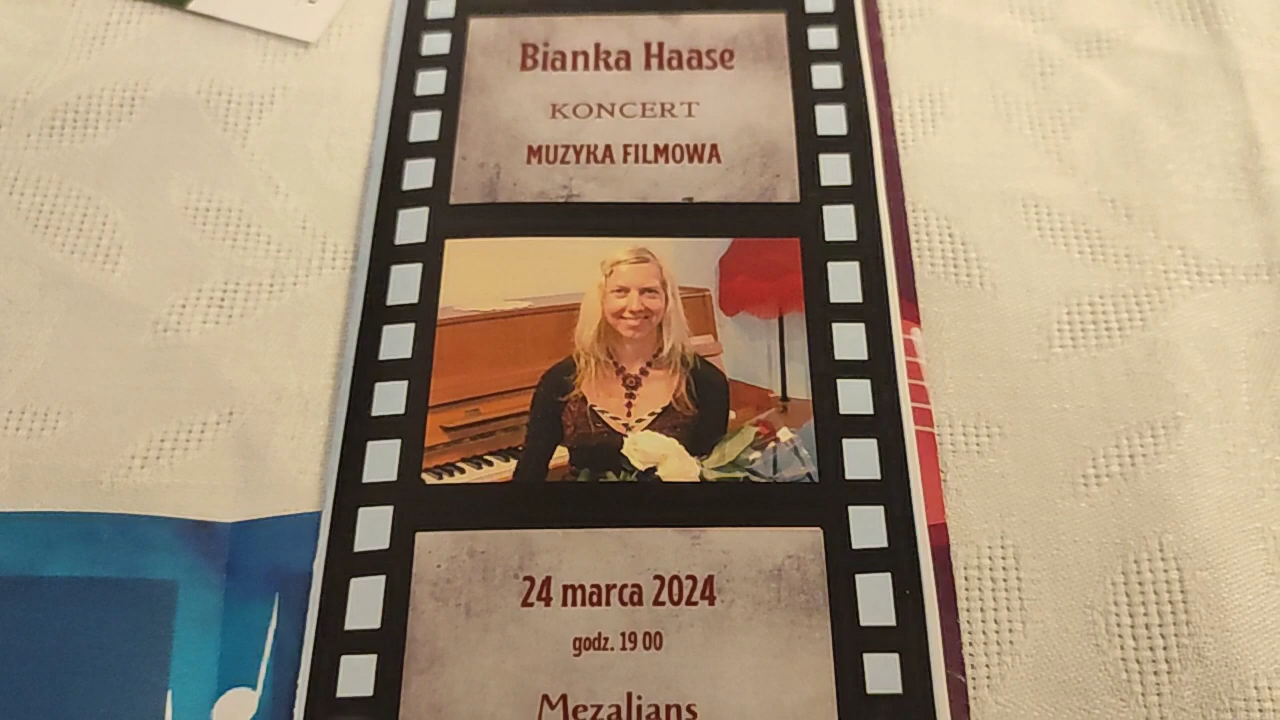 Bianka Haase
KONCERT
MUZYKA FILMOWA
24 marca 2024
godz. 19 00
Mezalians